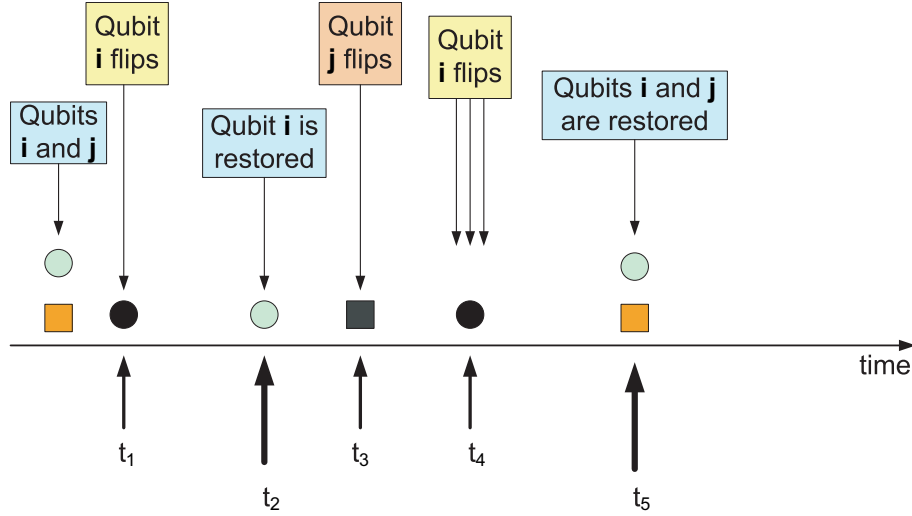 Qubit
i flips
Qubit
j flips
Qubit
i flips
Qubits
i and j
Qubit i is
restored
Qubits i and j
are restored
time
t1
t2
t3
t4
t5